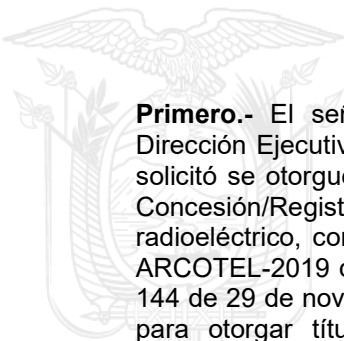 Primero.- El se
Dirección Ejecutiv
solicitó se otorgue
Concesión/Regist
radioeléctrico, con
ARCOTEL-2019 d
144 de 29 de nov
para otorgar títu